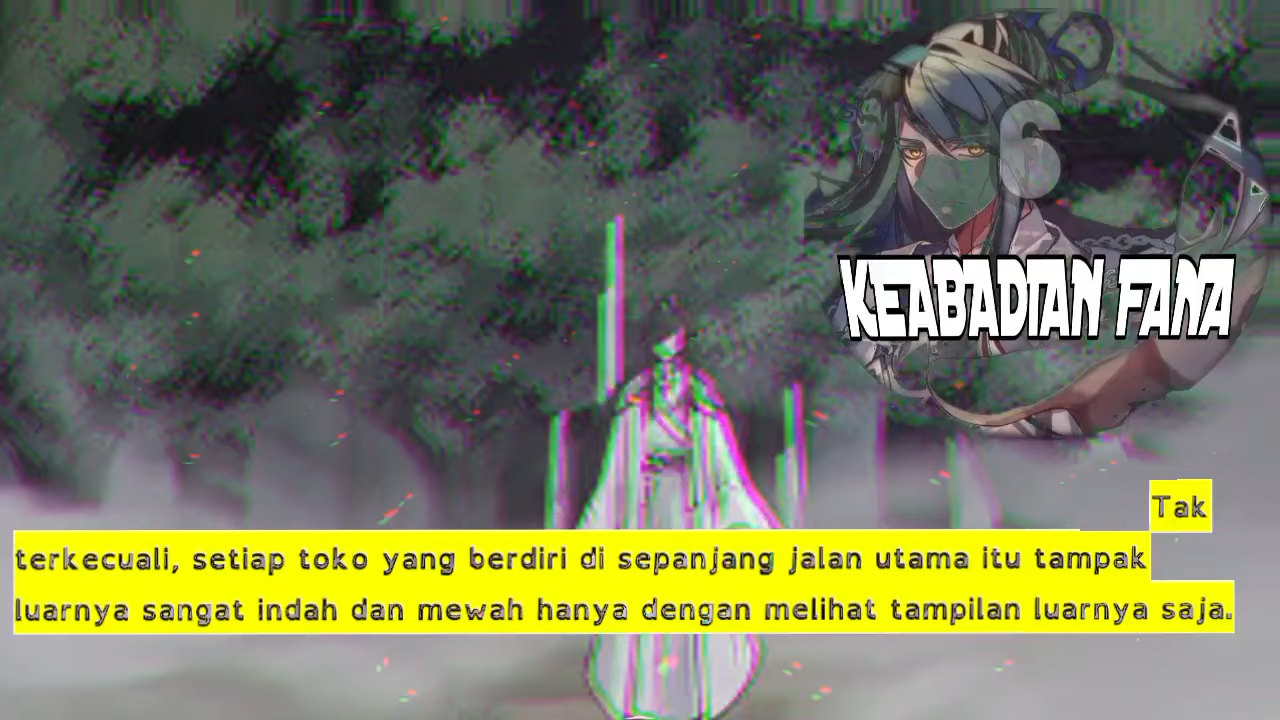 6
KEABADIAN FANA
Tak
terkecuali, setiap toko yang berdiri di sepanjang jalan utama itu tampak
luarnya sangat indah dan mewah hanya dengan melihat tampilan luarnya saja.